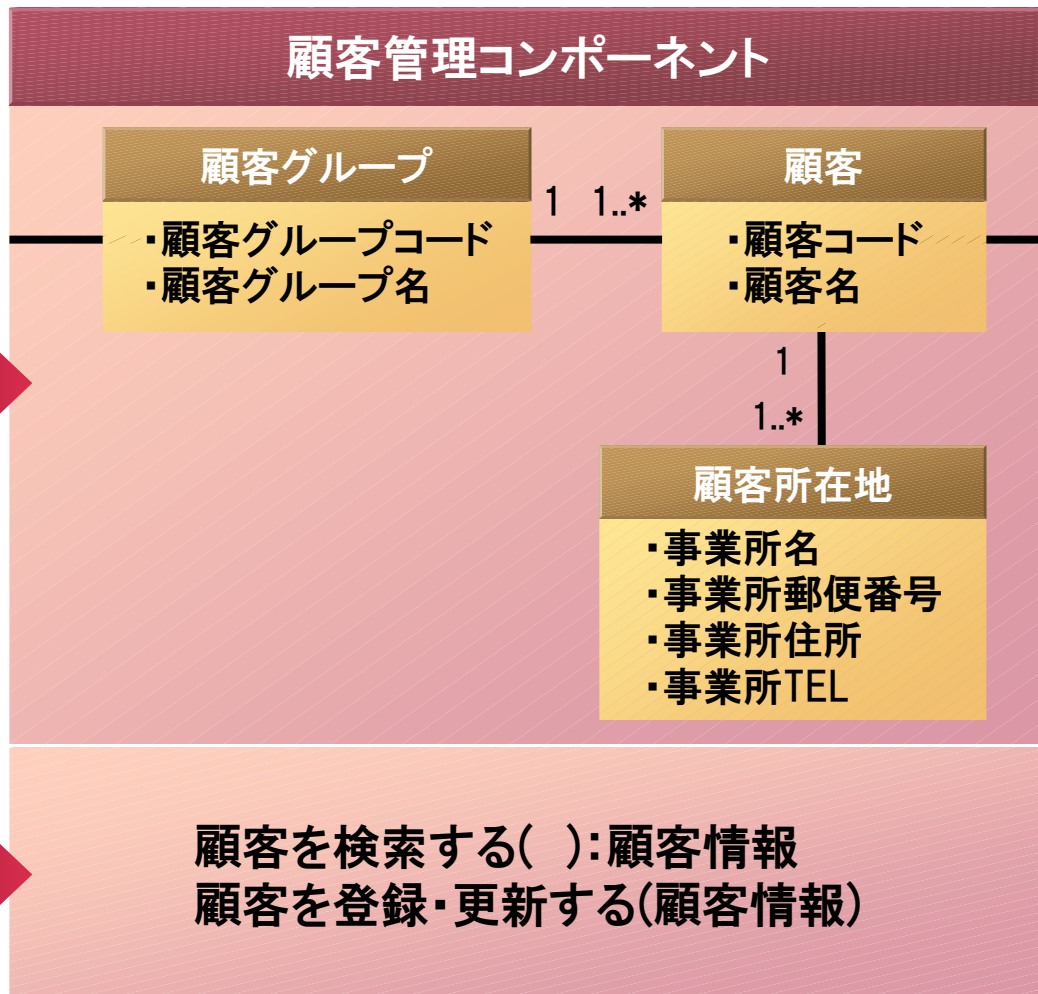 顧客管理コンポーネント
顧客グループ
・顧客グループコード
・顧客グループ名
1 1..*
顧客
・顧客コード
・顧客名
1
1..*
顧客所在地
・事業所名
・事業所郵便番号
・事業所住所
・事業所TEL
顧客を検索する( ):顧客情報
顧客を登録・更新する(顧客情報)